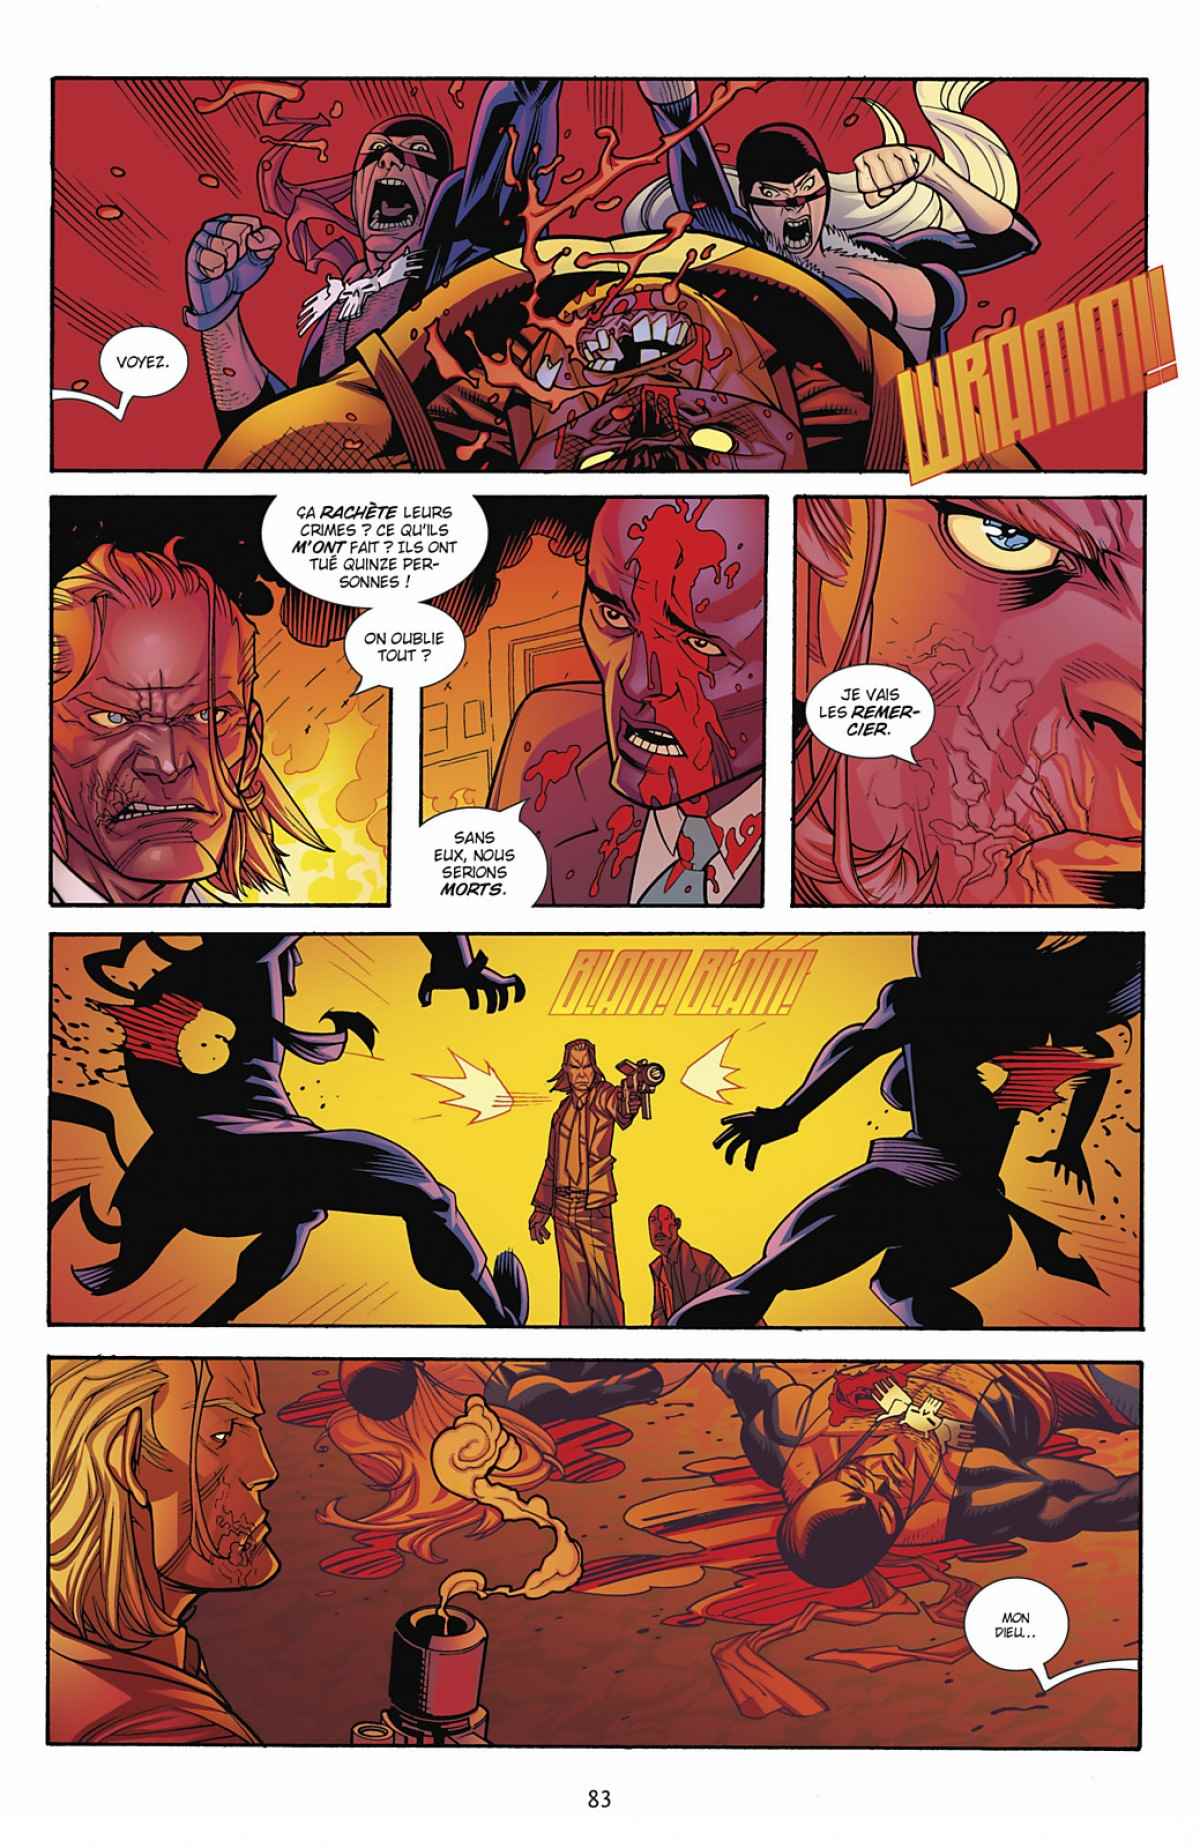 VOYEZ.
WRAMM!!
ÇA RACHÈTE LEURS
CRIMES ? CE QU'ILS
M'ONT FAIT ? ILS ONT
TUÉ QUINZE PER-
SONNES !
ON OUBLIE
TOUT ?
SANS
EUX, NOUS
SERIONS
MORTS.
JE VAIS
LES REMER-
CIER.
BLAM! BLAM!
MON
DIEU...
83